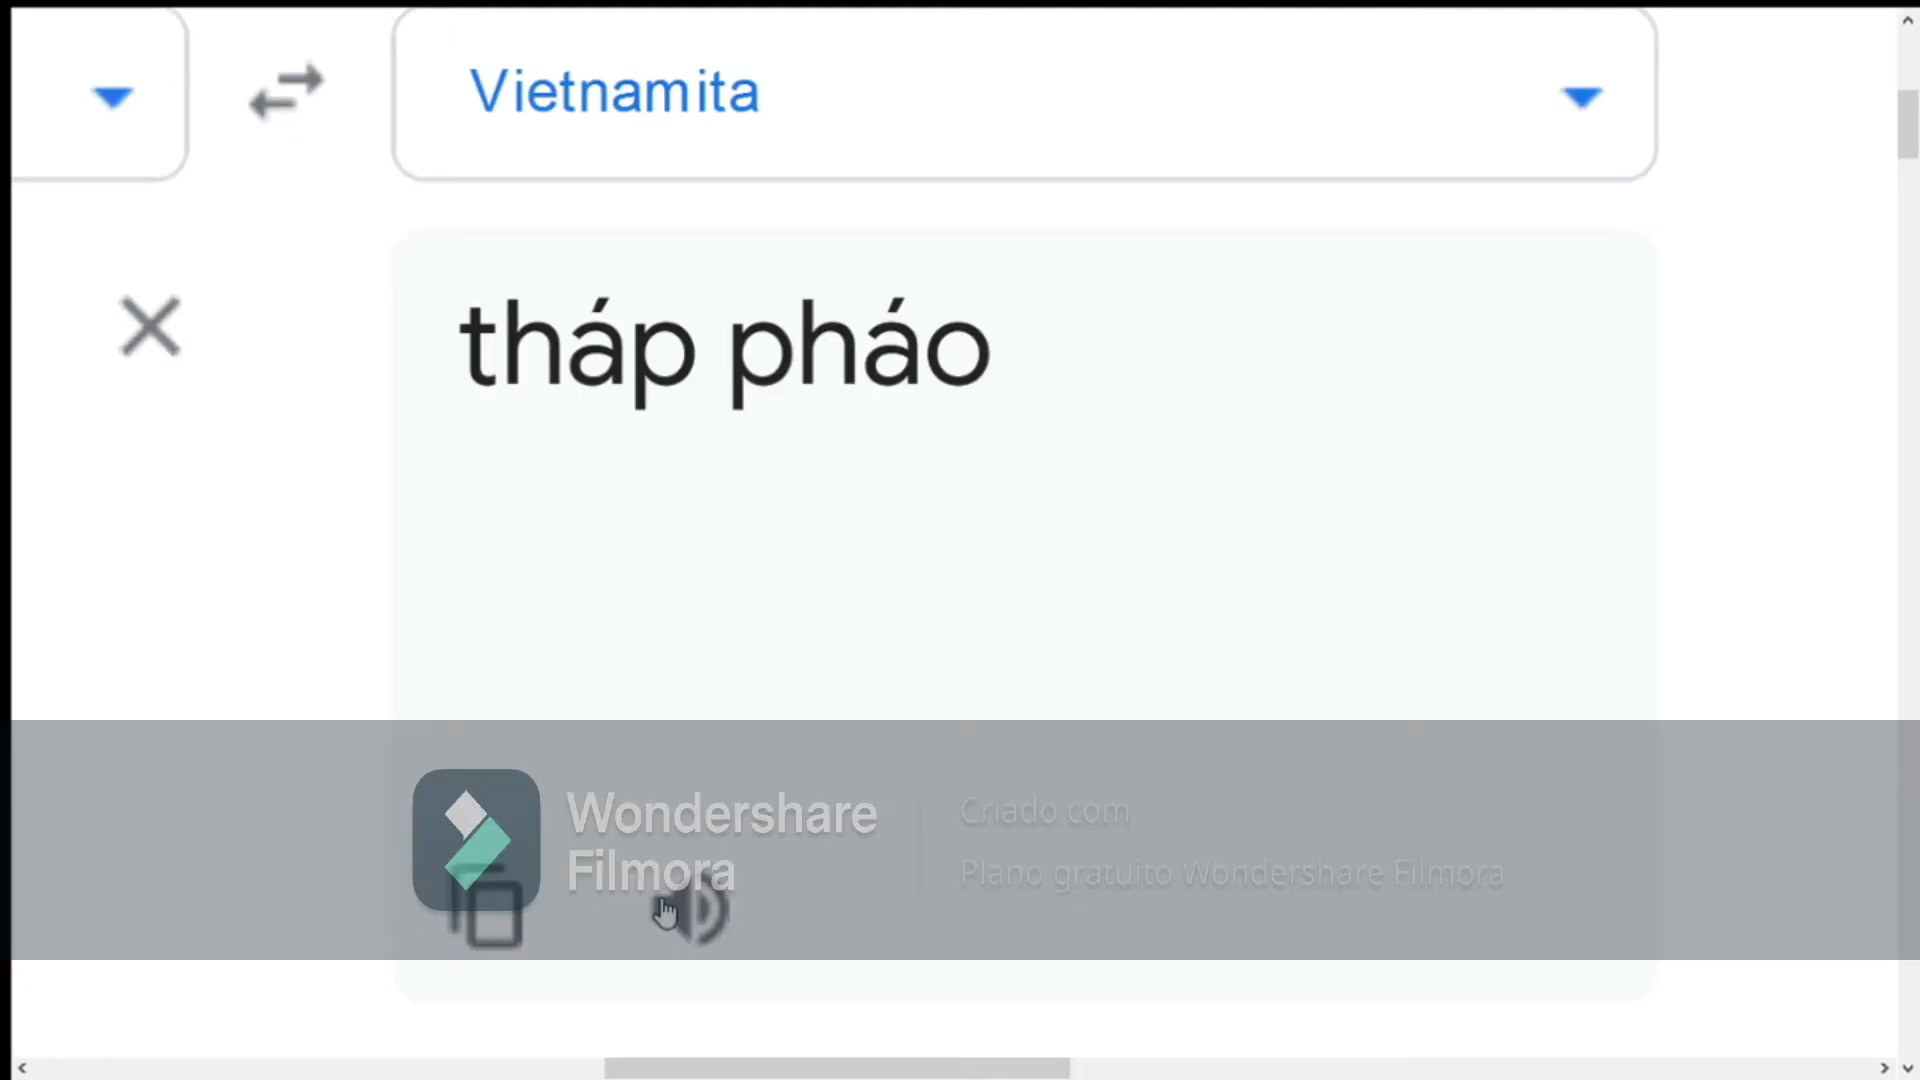 Vietnamita
tháp pháo
Wondershare
Filmora
Criado com
Plano gratuito Wondershare Filmora